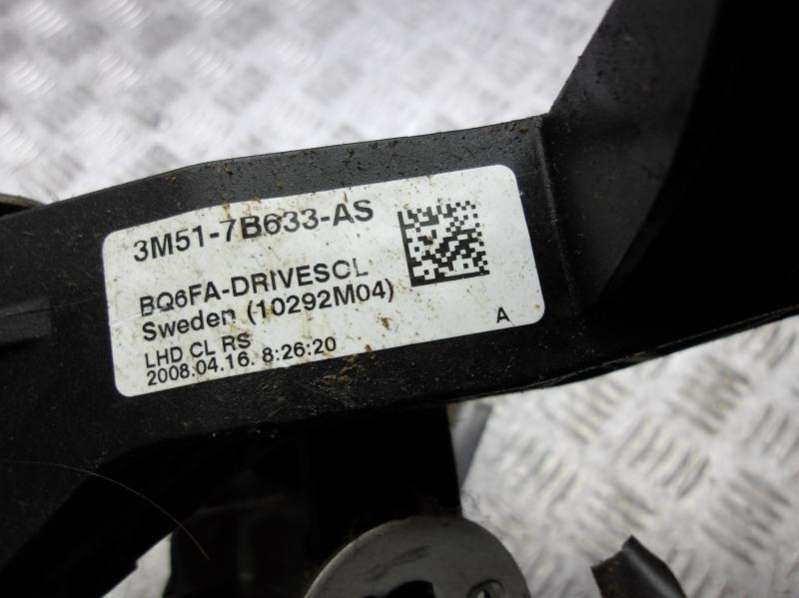 3M51-7B633-AS
BQ6FA-DRIVESCL
Sweden (10292M04)
LHD CL RS
2008.04.16. 8:26:20
A